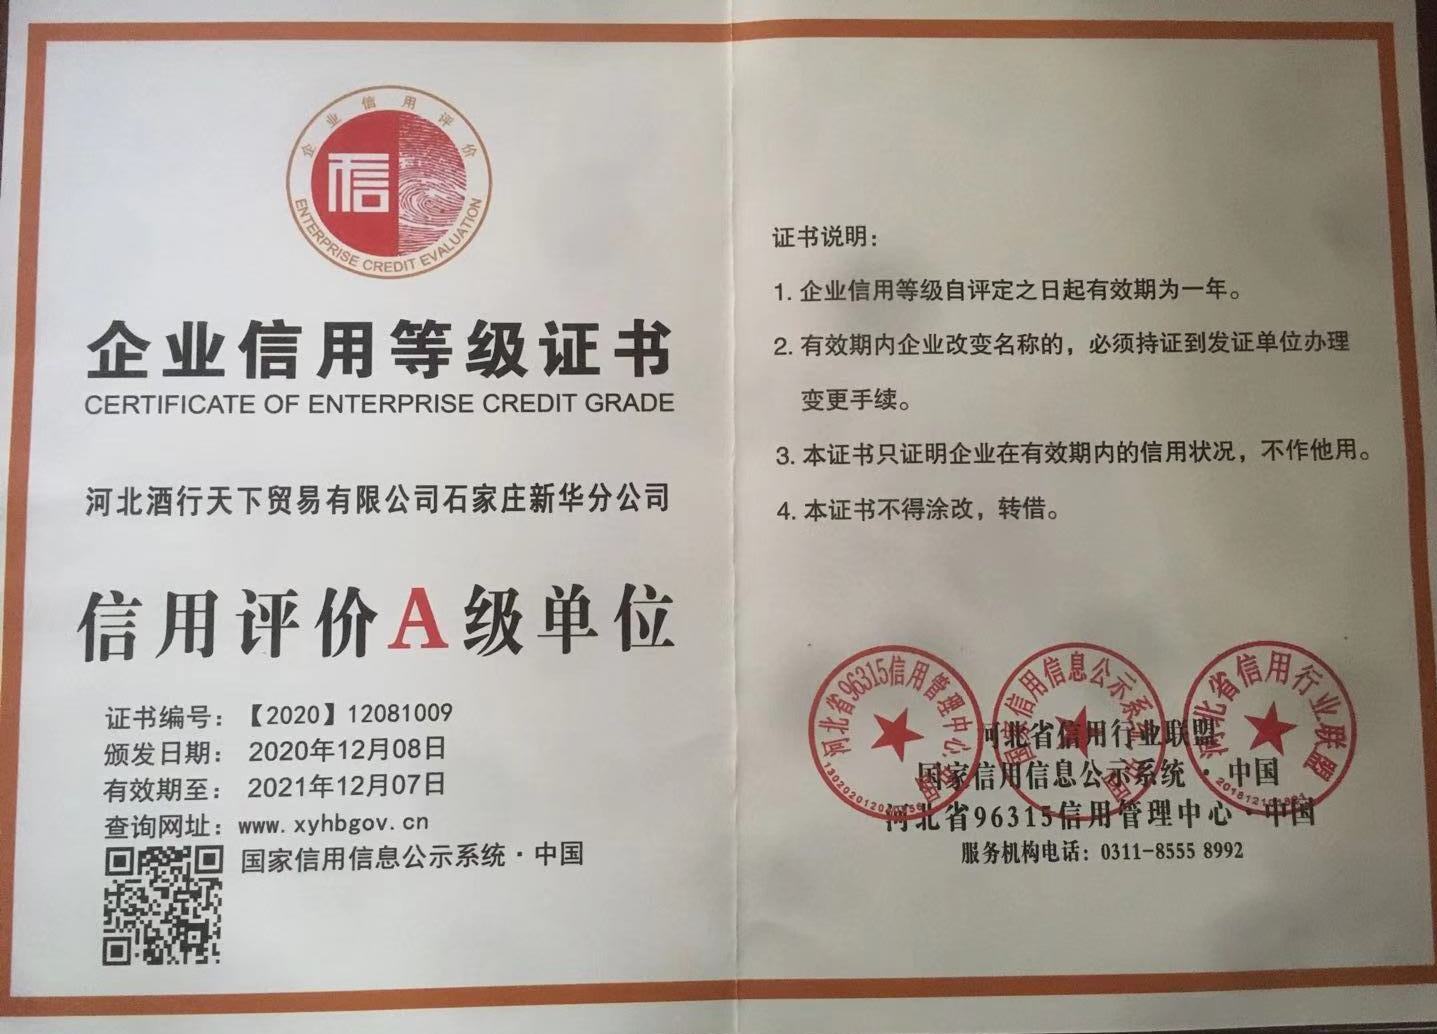 企业信用评价
信
ENTERPRISE CREDIT EVALUATION
企业信用等级证书
CERTIFICATE OF ENTERPRISE CREDIT GRADE
河北酒行天下贸易有限公司石家庄新华分公司
信用评价A级单位
证书编号：【2020】12081009
颁发日期： 2020年12月08日
有效期至： 2021年12月07日
查询网址：www.xyhbgov.cn
国家信用信息公示系统·中国
证书说明：
1. 企业信用等级自评定之日起有效期为一年。
2. 有效期内企业改变名称的，必须持证到发证单位办理
变更手续。
3. 本证书只证明企业在有效期内的信用状况，不作他用。
4. 本证书不得涂改，转借。
河北省96315信用管理中心
国家信用信息公示系统
河北省信用行业联盟
河北省信用行业联盟
国家信用信息公示系统·中国
河北省96315信用管理中心·中国
服务机构电话：0311-8555 8992